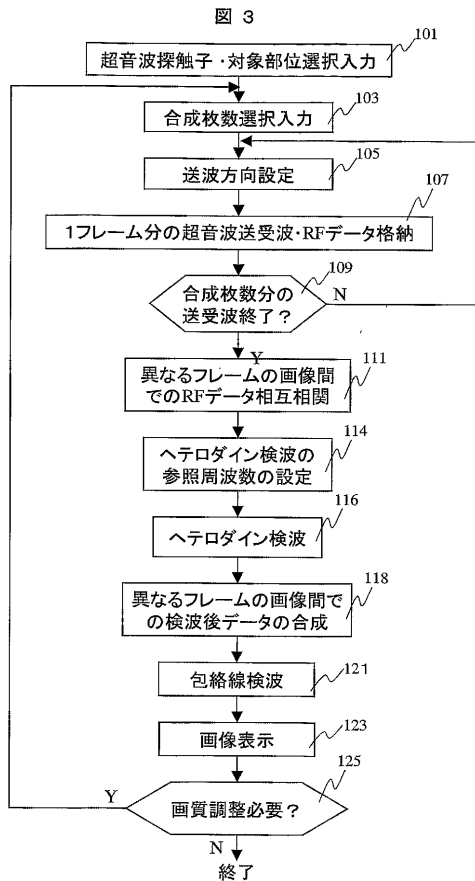 図 3
101
超音波探触子・対象部位選択入力
103
合成枚数選択入力
105
送波方向設定
107
1フレーム分の超音波送受波・RFデータ格納
109
合成枚数分の
送受波終了？
N
Y
異なるフレームの画像間
でのRFデータ相互相関
111
114
ヘテロダイン検波の
参照周波数の設定
116
ヘテロダイン検波
118
異なるフレームの画像間で
の検波後データの合成
121
包絡線検波
123
画像表示
125
Y
画質調整必要？
N
終了